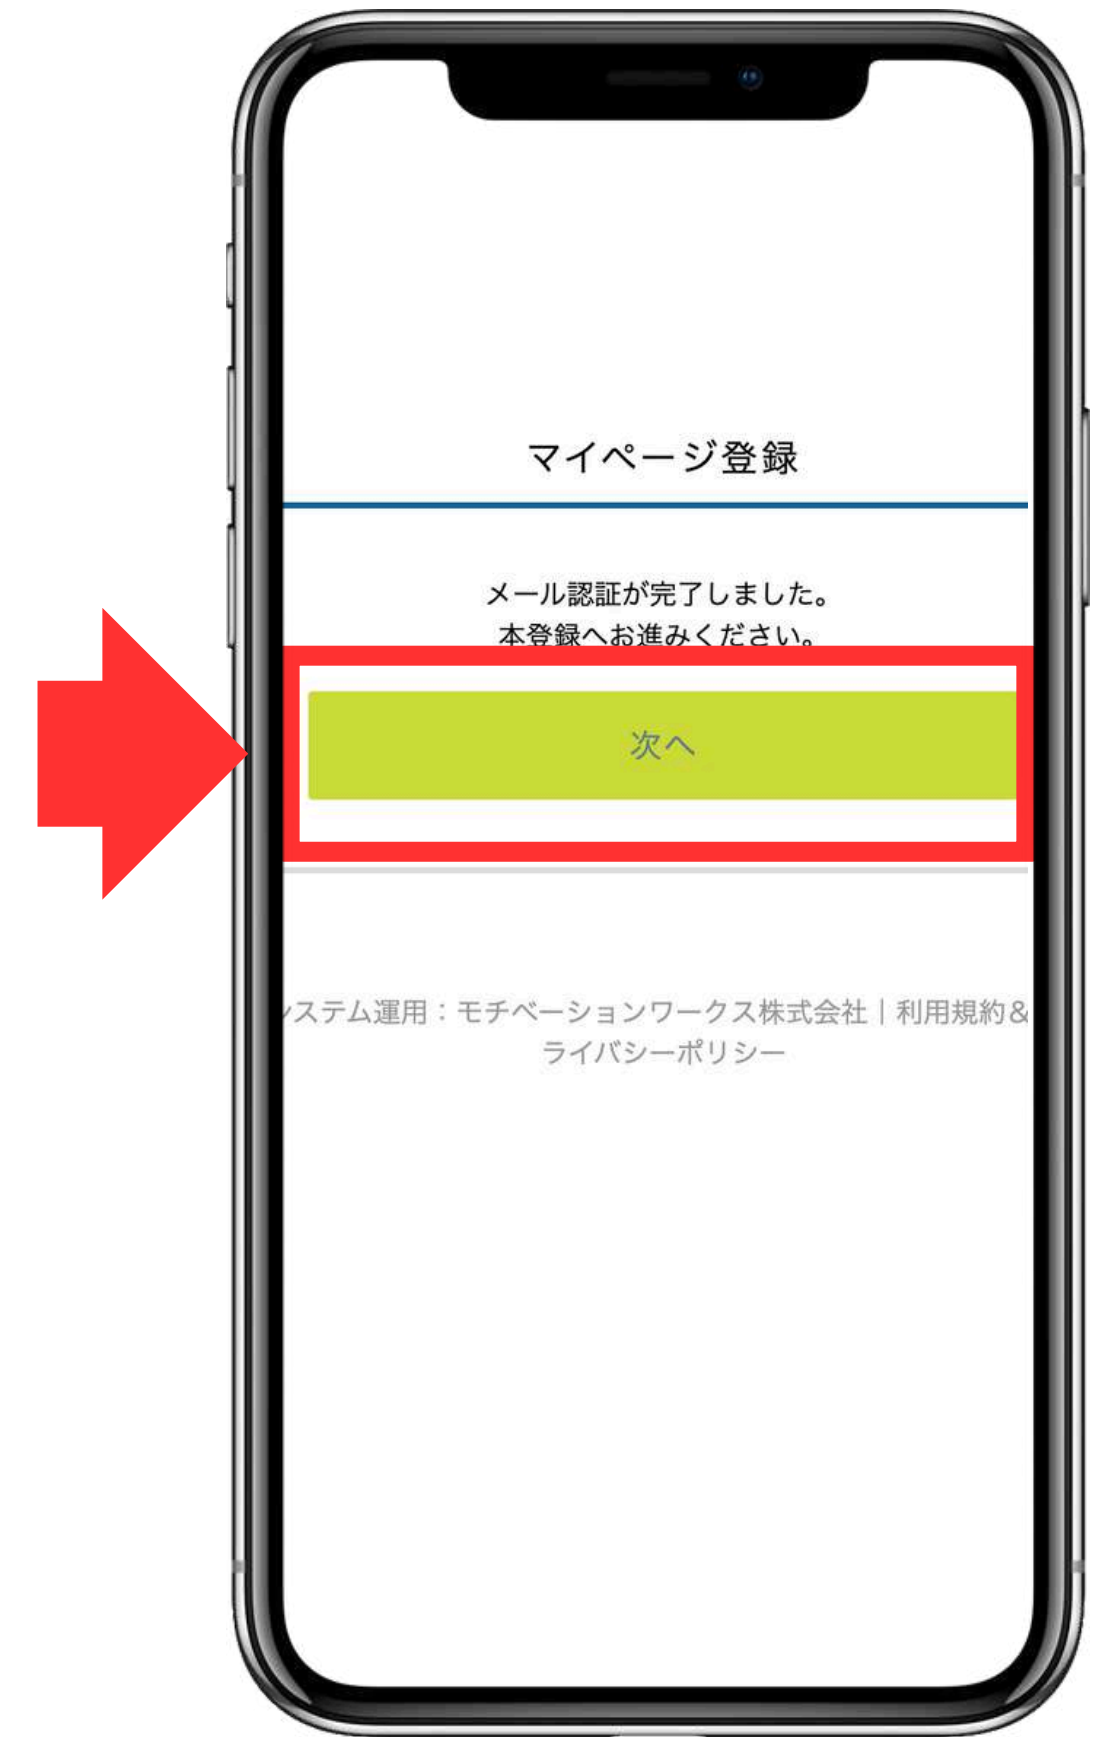 マイページ登録
メール認証が完了しました。
本登録へお進みください。
次へ
ステム運用：モチベーションワークス株式会社｜利用規約＆
ライバシーポリシー